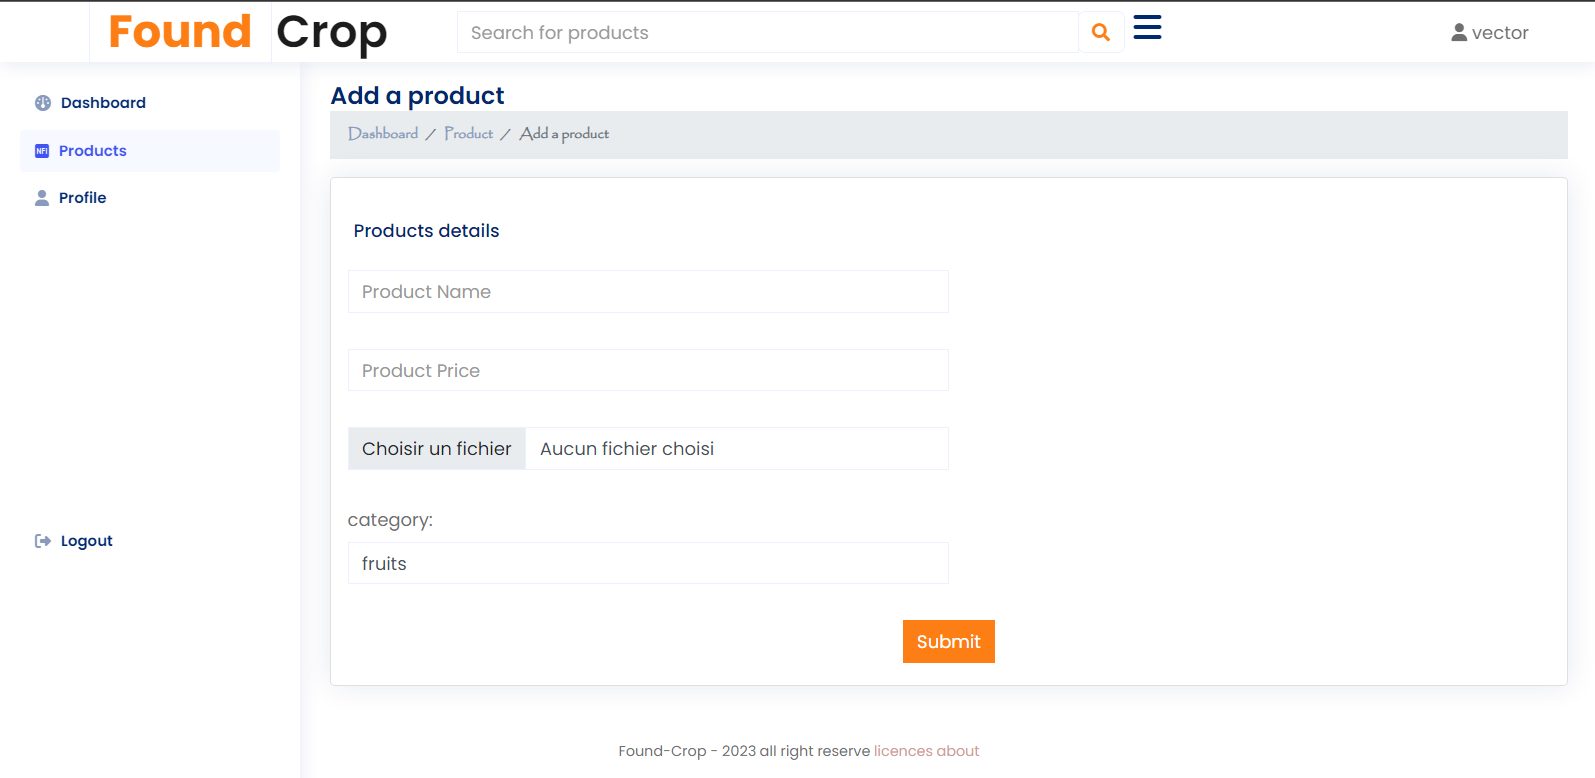 Found Crop
Search for products
vector
Dashboard
Products
Profile
Logout
Add a product
Dashboard / Product / Add a product
Products details
Product Name
Product Price
Choisir un fichier Aucun fichier choisi
category:
fruits
Submit
Found-Crop - 2023 all right reserve licences about